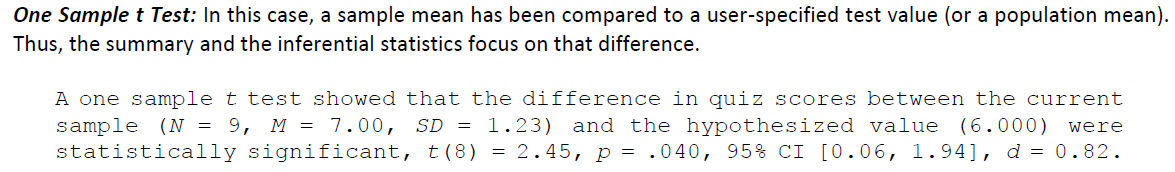 One Sample t Test: In this case, a sample mean has been compared to a user-specified test value (or a population mean).
Thus, the summary and the inferential statistics focus on that difference.
A one sample t test showed that the difference in quiz scores between the current
sample (N = 9, M = 7.00, SD = 1.23) and the hypothesized value (6.000) were
statistically significant, t(8) = 2.45, p = .040, 95% CI [0.06, 1.94], d = 0.82.